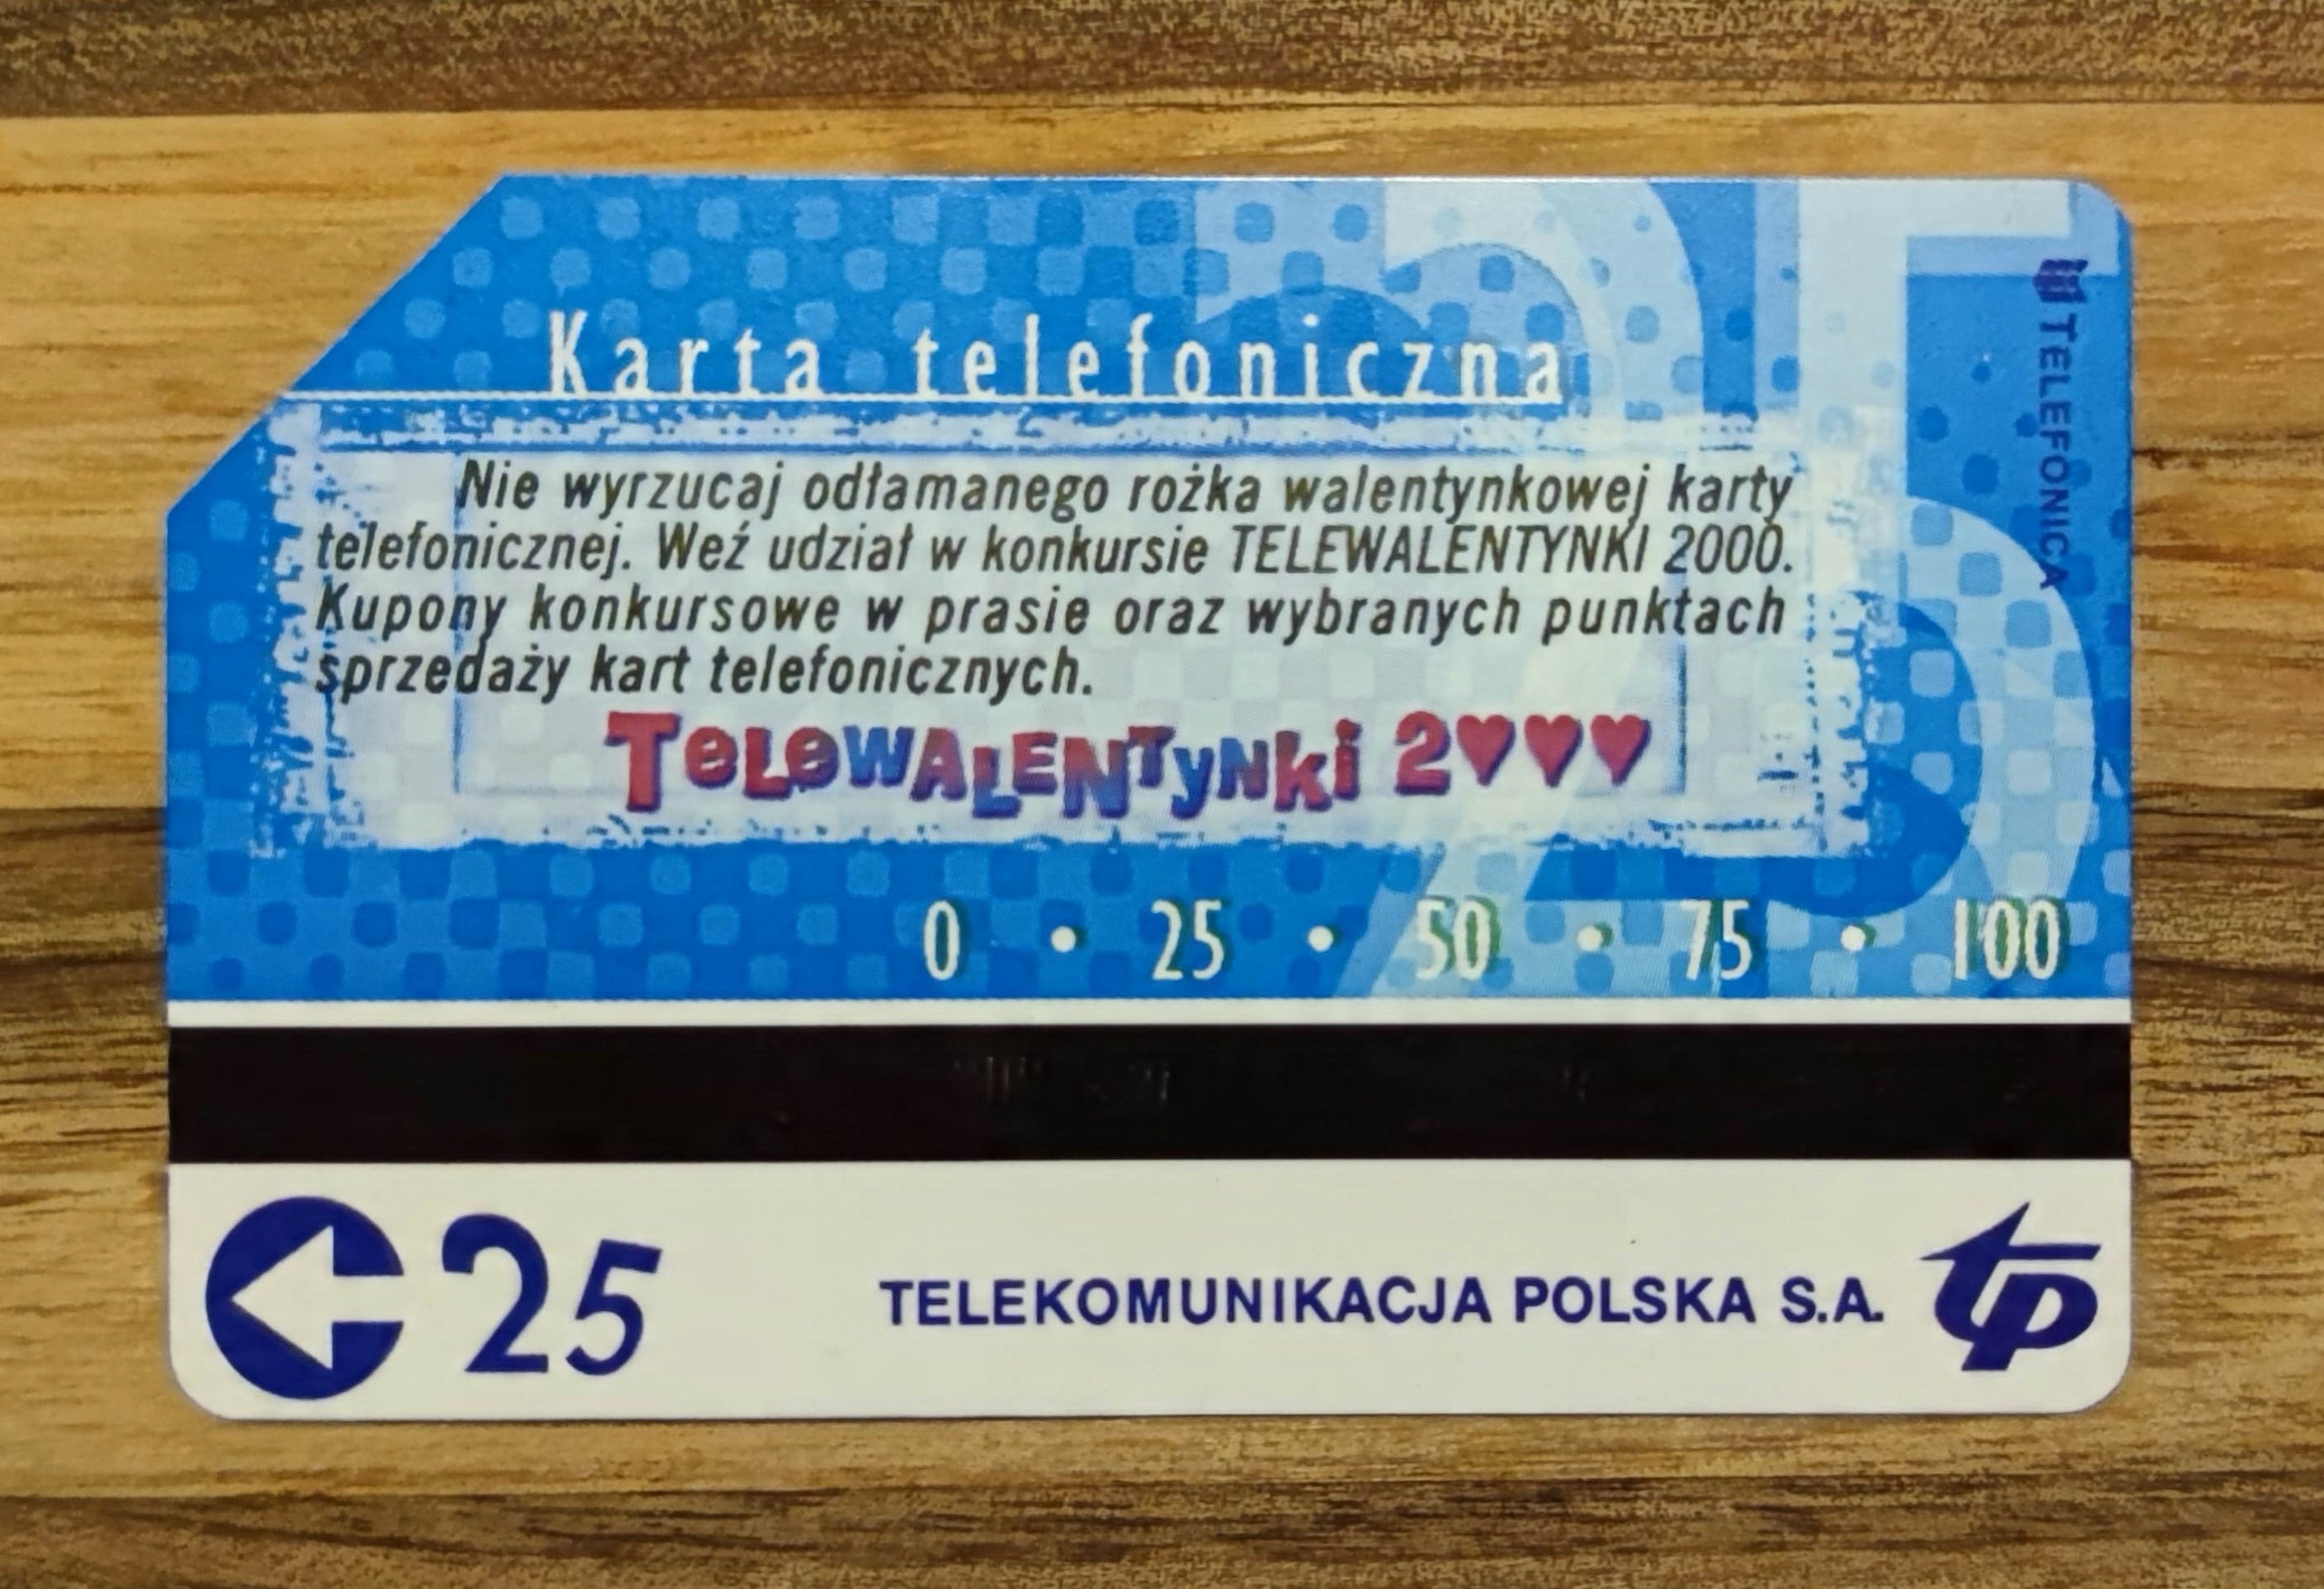 Karta telefoniczna
Nie wyrzucaj odłamanego rożka walentynkowej karty
telefonicznej. Weź udział w konkursie TELEWALENTYNKI 2000.
Kupony konkursowe w prasie oraz wybranych punktach
sprzedaży kart telefonicznych.
TeLeWALENTyNki 2♥♥♥
TELEFONICA
0 • 25 • 50 • 75 • 100
25
TELEKOMUNIKACJA POLSKA S.A.
tp